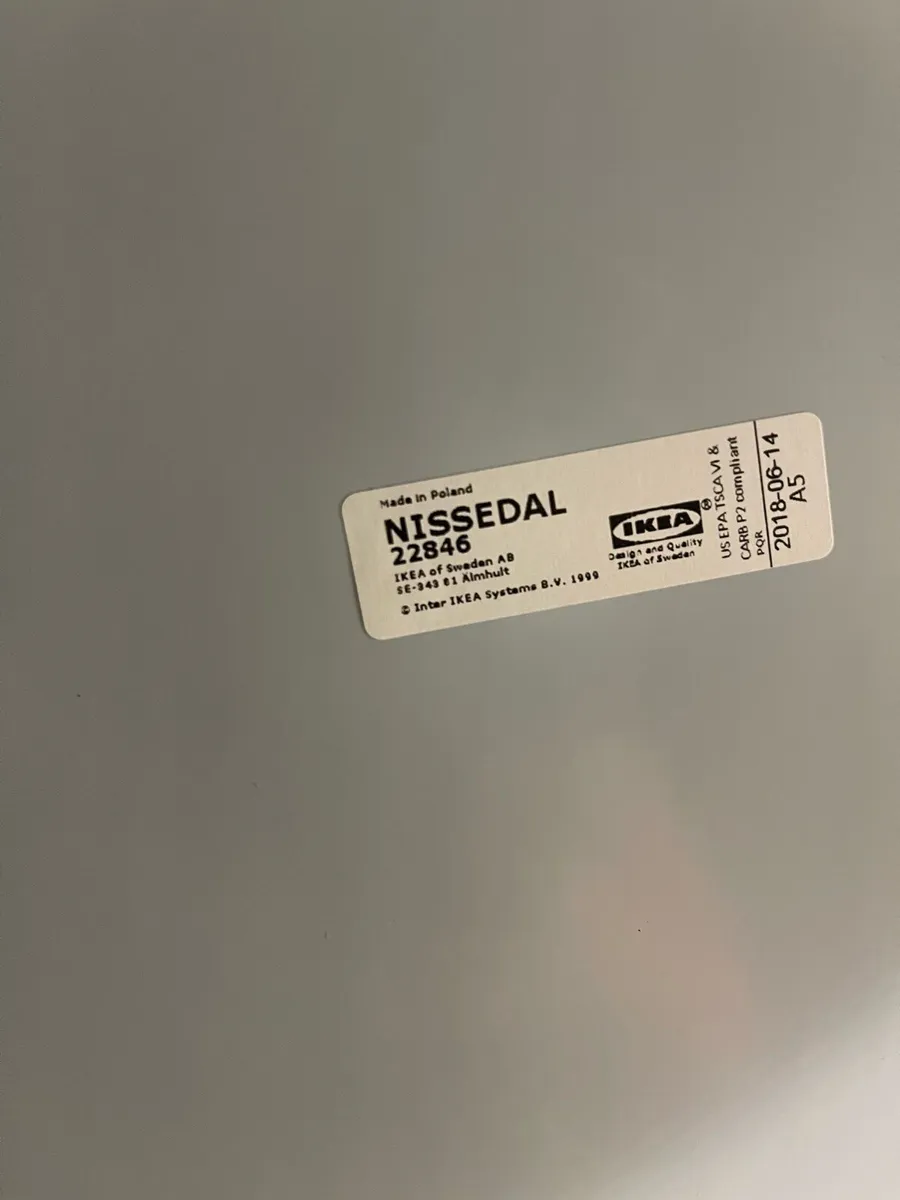 Made in Poland
NISSEDAL
22846
IKEA of Sweden AB
SE-343 81 Älmhult
© Inter IKEA Systems B.V. 1999
IKEA ®
Design and Quality
IKEA of Sweden
US EPA TSCA VI &
CARB P2 compliant
PQR
2018-06-14
A5